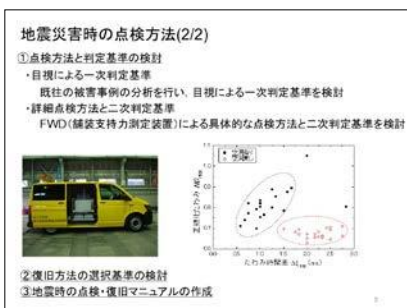 地震災害時の点検方法(2/2)
①点検方法と判定基準の検討
・目視による一次判定基準
既往の被害事例の分析を行い、目視による一次判定基準を検討
・詳細点検方法と二次判定基準
FWD(舗装支持力測定装置)による具体的な点検方法と二次判定基準を検討
たわみ時間差
②復旧方法の選択基準の検討
③地震時の点検・復旧マニュアルの作成